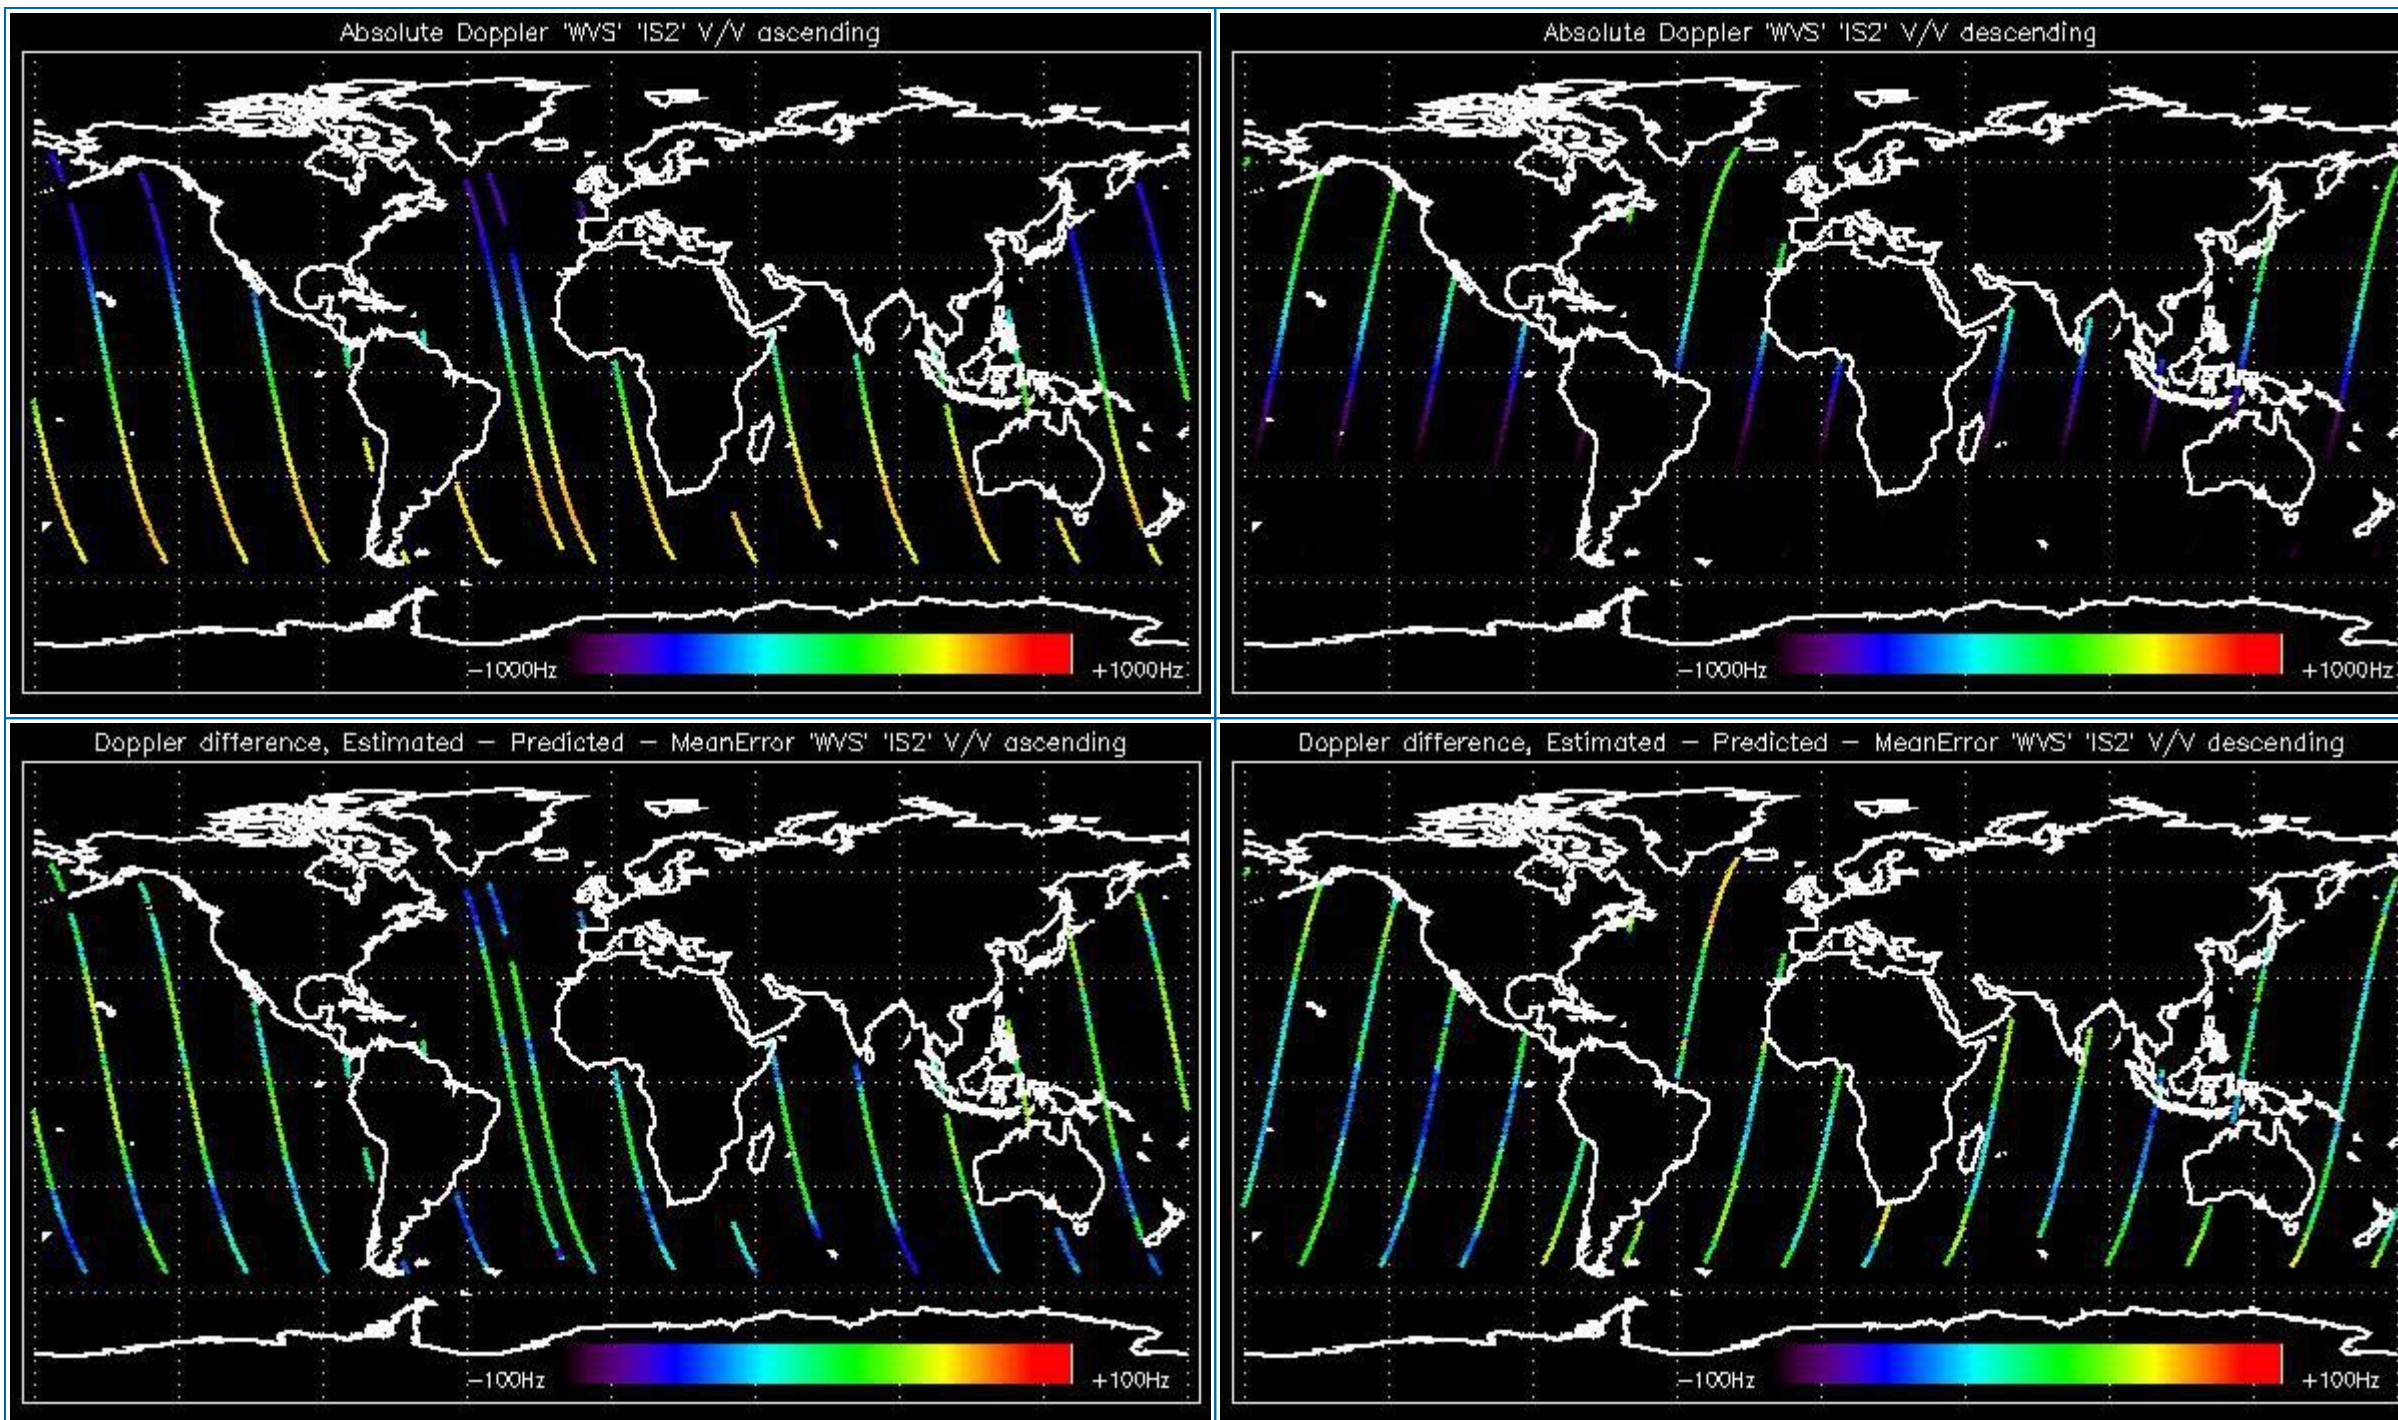 Absolute Doppler 'WVS' 'IS2' V/V ascending
-1000Hz
+1000Hz
Absolute Doppler 'WVS' 'IS2' V/V descending
-1000Hz
+1000Hz
Doppler difference, Estimated - Predicted - MeanError 'WVS' 'IS2' V/V ascending
-100Hz
+100Hz
Doppler difference, Estimated - Predicted - MeanError 'WVS' 'IS2' V/V descending
-100Hz
+100Hz